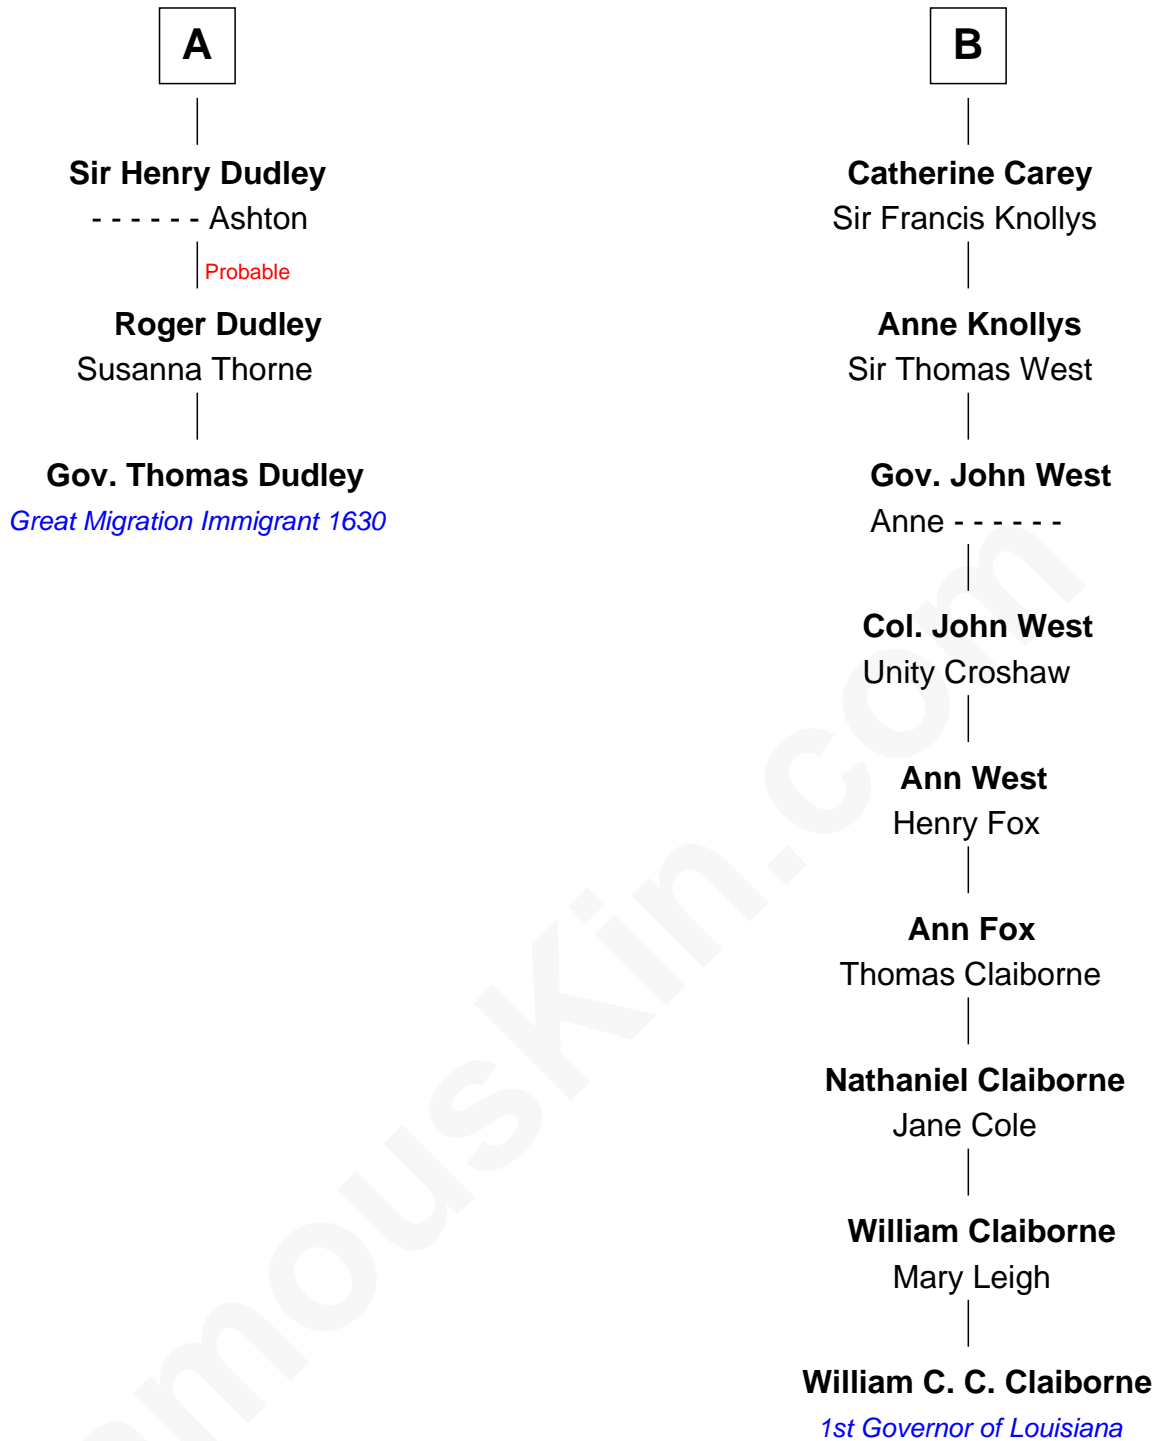 A
Sir Henry Dudley
- - - - - - Ashton
Probable
Roger Dudley
Susanna Thorne
Gov. Thomas Dudley
Great Migration Immigrant 1630
B
Catherine Carey
Sir Francis Knollys
Anne Knollys
Sir Thomas West
Gov. John West
Anne - - - - - -
Col. John West
Unity Croshaw
Ann West
Henry Fox
Ann Fox
Thomas Claiborne
Nathaniel Claiborne
Jane Cole
William Claiborne
Mary Leigh
William C. C. Claiborne
1st Governor of Louisiana
amouskin.com